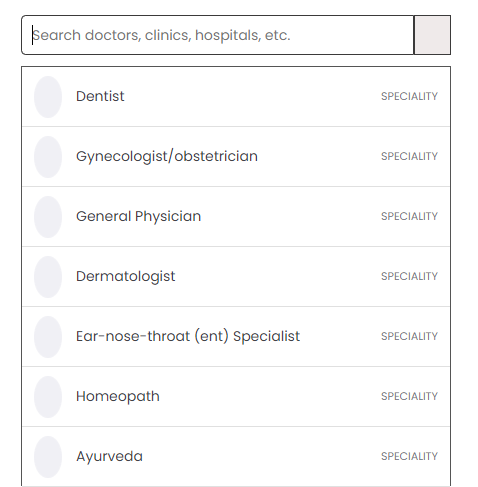 Search doctors, clinics, hospitals, etc.
Dentist SPECIALITY
Gynecologist/obstetrician SPECIALITY
General Physician SPECIALITY
Dermatologist SPECIALITY
Ear-nose-throat (ent) Specialist SPECIALITY
Homeopath SPECIALITY
Ayurveda SPECIALITY